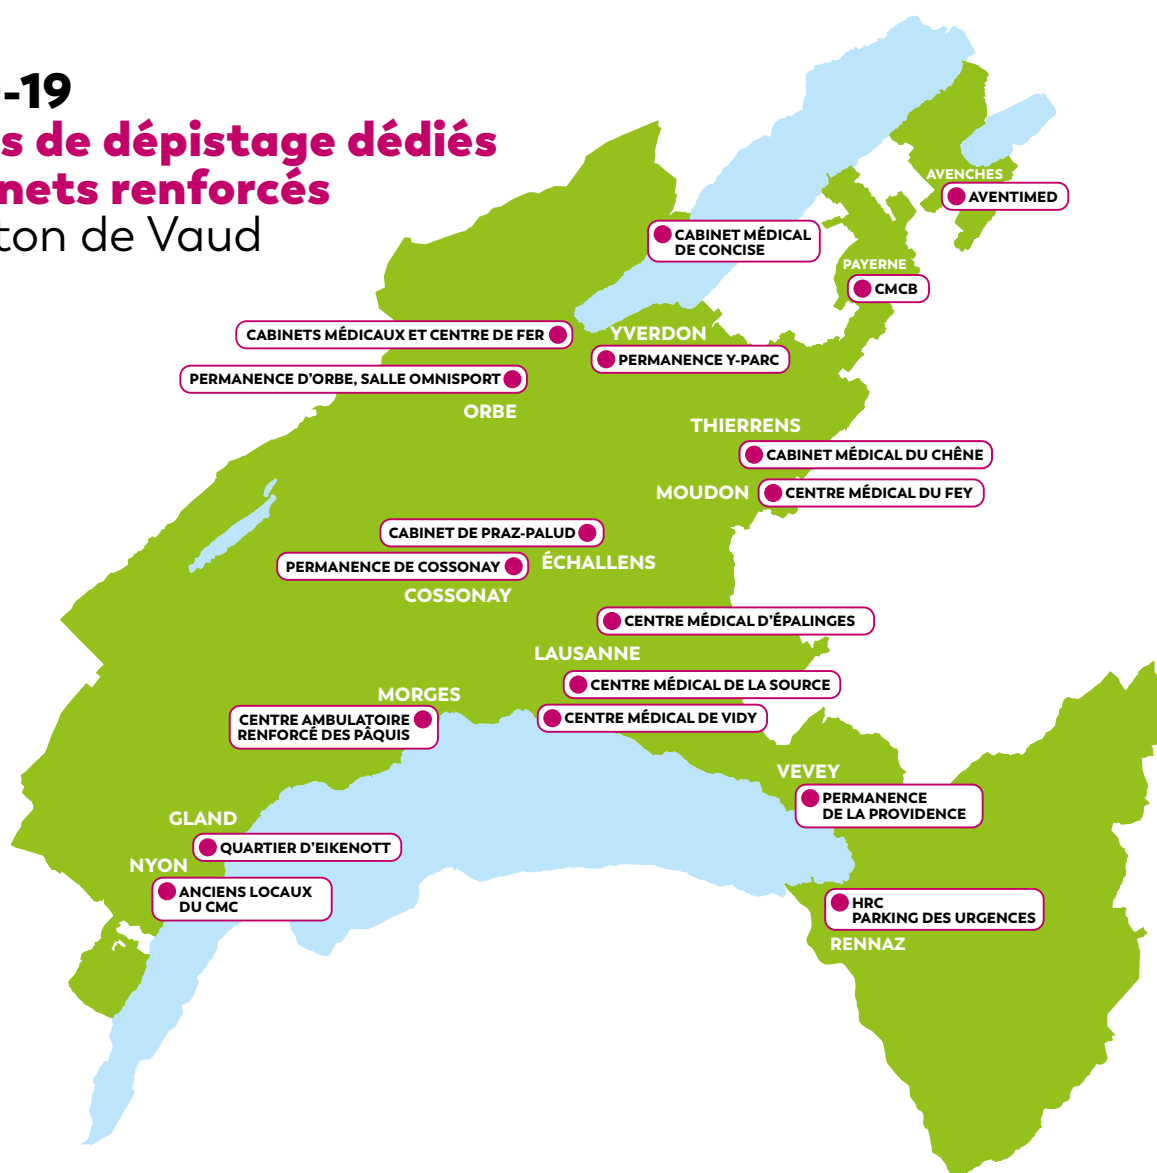 -19
s de dépistage dédiés
nets renforcés
ton de Vaud
AVENCHES
AVENTIMED
CABINET MÉDICAL
DE CONCISE
PAYERNE
CMCB
CABINETS MÉDICAUX ET CENTRE DE FER
YVERDON
PERMANENCE Y-PARC
PERMANENCE D'ORBE, SALLE OMNISPORT
ORBE
THIERRENS
CABINET MÉDICAL DU CHÊNE
MOUDON
CENTRE MÉDICAL DU FEY
CABINET DE PRAZ-PALUD
ÉCHALLENS
PERMANENCE DE COSSONAY
COSSONAY
CENTRE MÉDICAL D'ÉPALINGES
LAUSANNE
CENTRE MÉDICAL DE LA SOURCE
MORGES
CENTRE AMBULATOIRE
RENFORCÉ DES PÂQUIS
CENTRE MÉDICAL DE VIDY
VEVEY
PERMANENCE
DE LA PROVIDENCE
GLAND
QUARTIER D'EIKENOTT
NYON
ANCIENS LOCAUX
DU CMC
HRC
PARKING DES URGENCES
RENNAZ